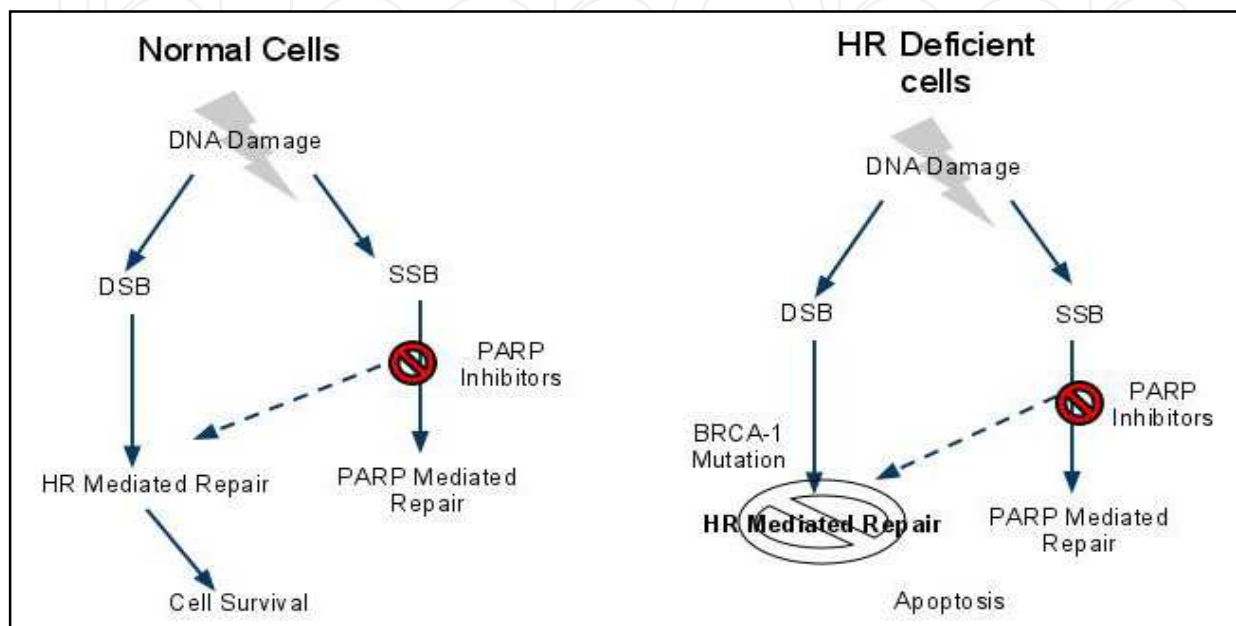 Normal Cells
DNA Damage
DSB
SSB
PARP
Inhibitors
HR Mediated Repair
PARP Mediated
Repair
Cell Survival
HR Deficient
cells
DNA Damage
DSB
SSB
PARP
Inhibitors
BRCA-1
Mutation
HR Mediated Repair
PARP Mediated
Repair
Apoptosis